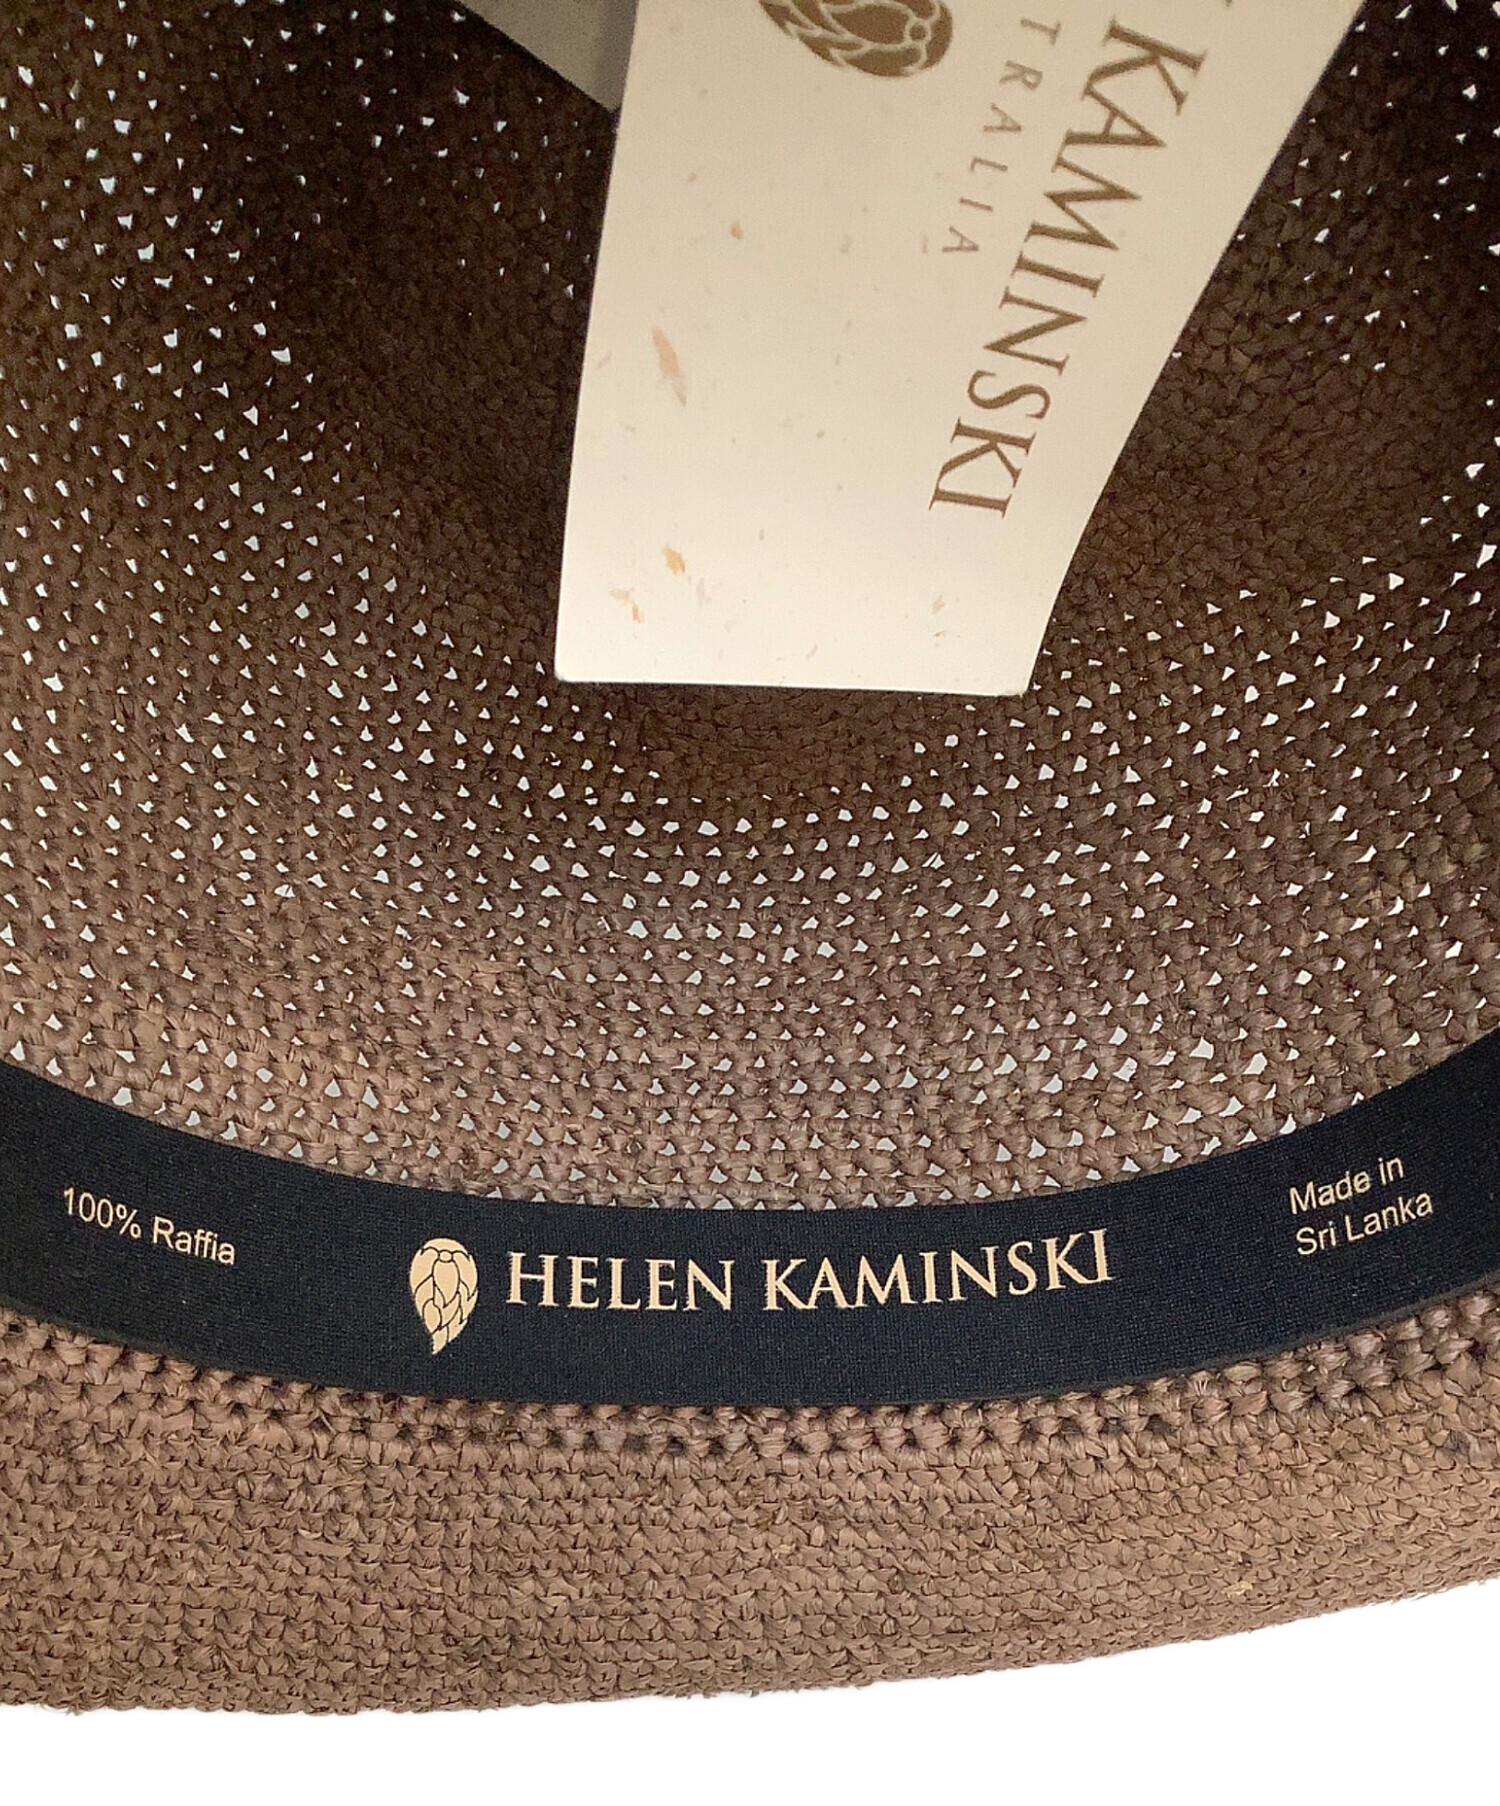 KAMINSKI
TRALIA
100% Raffia
HELEN KAMINSKI
Made in
Sri Lanka